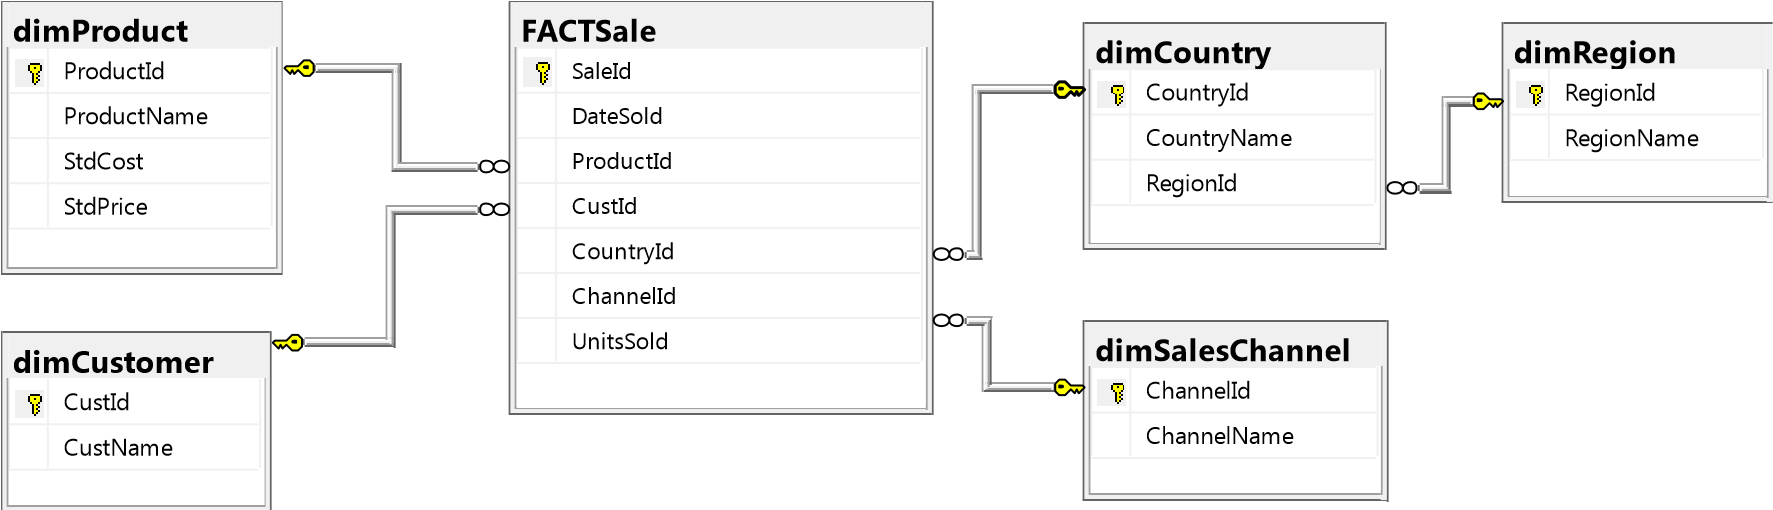 dimProduct
ProductId
ProductName
StdCost
StdPrice
dimCustomer
CustId
CustName
FACTSale
SaleId
DateSold
ProductId
CustId
CountryId
ChannelId
UnitsSold
dimCountry
CountryId
CountryName
RegionId
dimSalesChannel
ChannelId
ChannelName
dimRegion
RegionId
RegionName